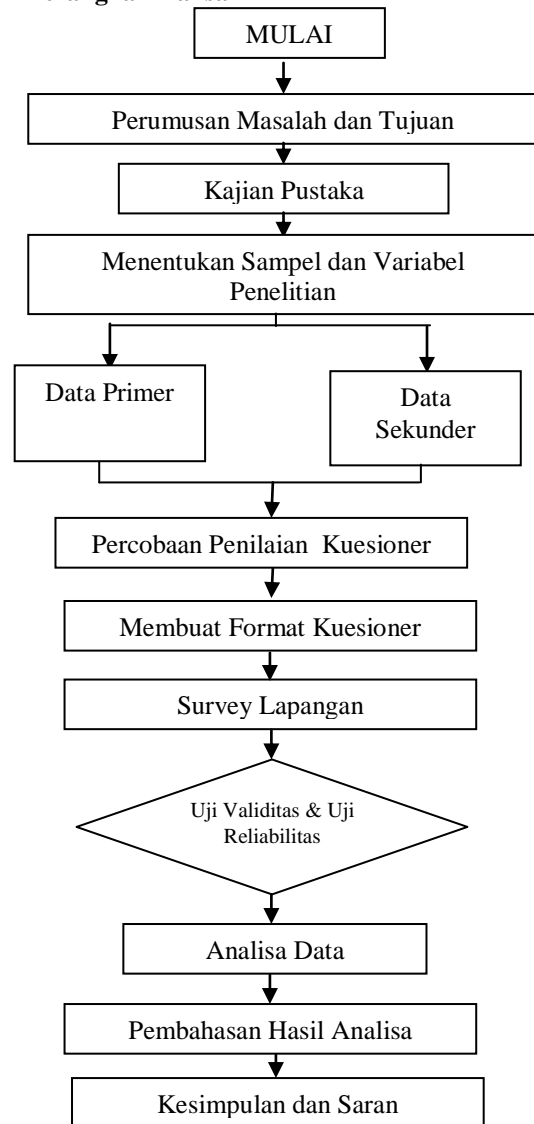 MULAI
Perumusan Masalah dan Tujuan
Kajian Pustaka
Menentukan Sampel dan Variabel
Penelitian
Data Primer
Data
Sekunder
Percobaan Penilaian Kuesioner
Membuat Format Kuesioner
Survey Lapangan
Uji Validitas & Uji
Reliabilitas
Analisa Data
Pembahasan Hasil Analisa
Kesimpulan dan Saran